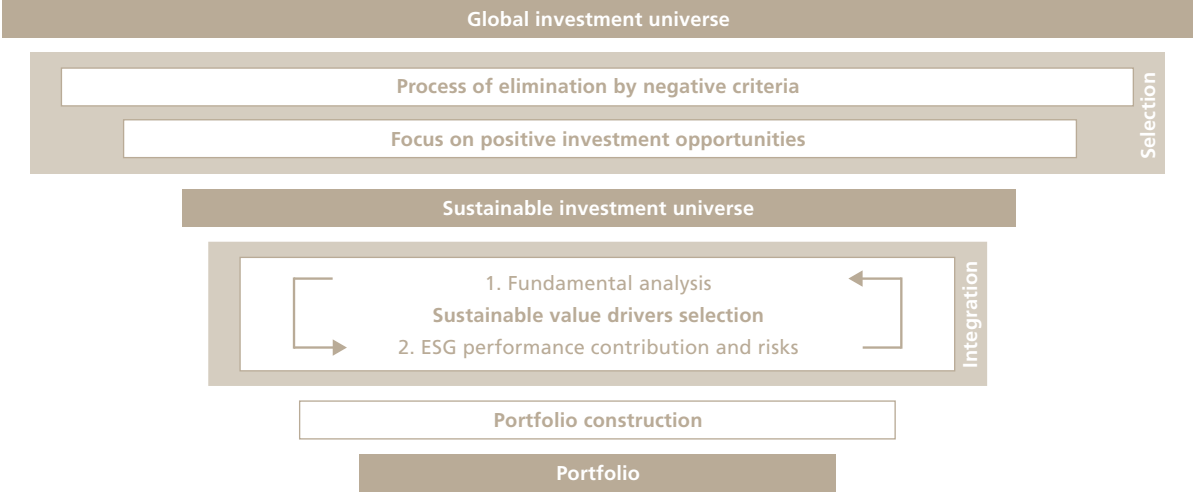 Global investment universe
Process of elimination by negative criteria
Focus on positive investment opportunities
Selection
Sustainable investment universe
1. Fundamental analysis
Sustainable value drivers selection
2. ESG performance contribution and risks
Integration
Portfolio construction
Portfolio